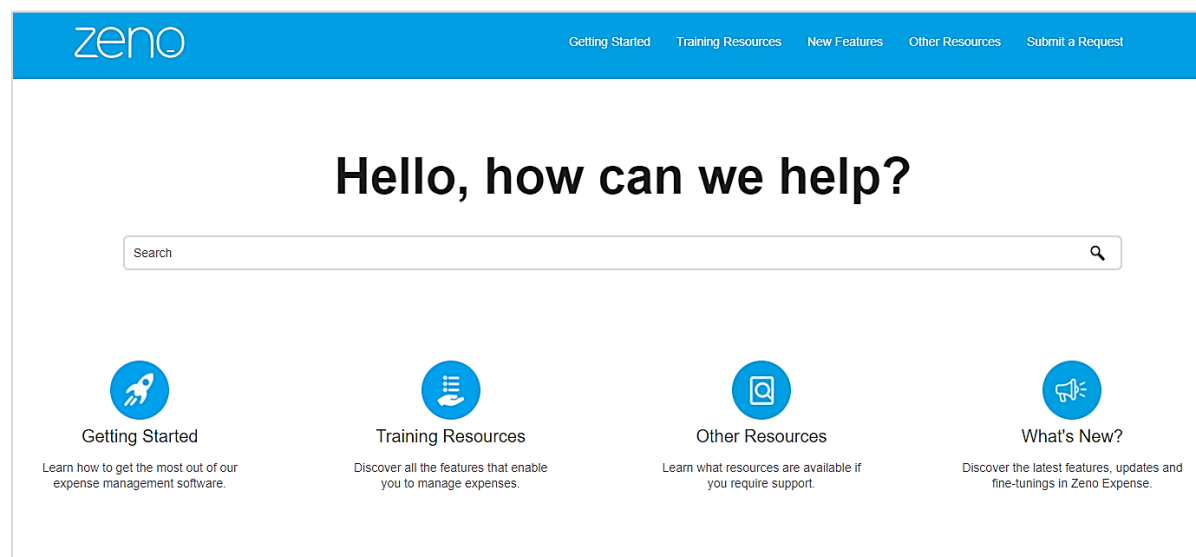 zeno
Getting Started Training Resources New Features Other Resources Submit a Request
Hello, how can we help?
Search
Getting Started
Learn how to get the most out of our
expense management software.
Training Resources
Discover all the features that enable
you to manage expenses.
Other Resources
Learn what resources are available if
you require support.
What's New?
Discover the latest features, updates and
fine-tunings in Zeno Expense.